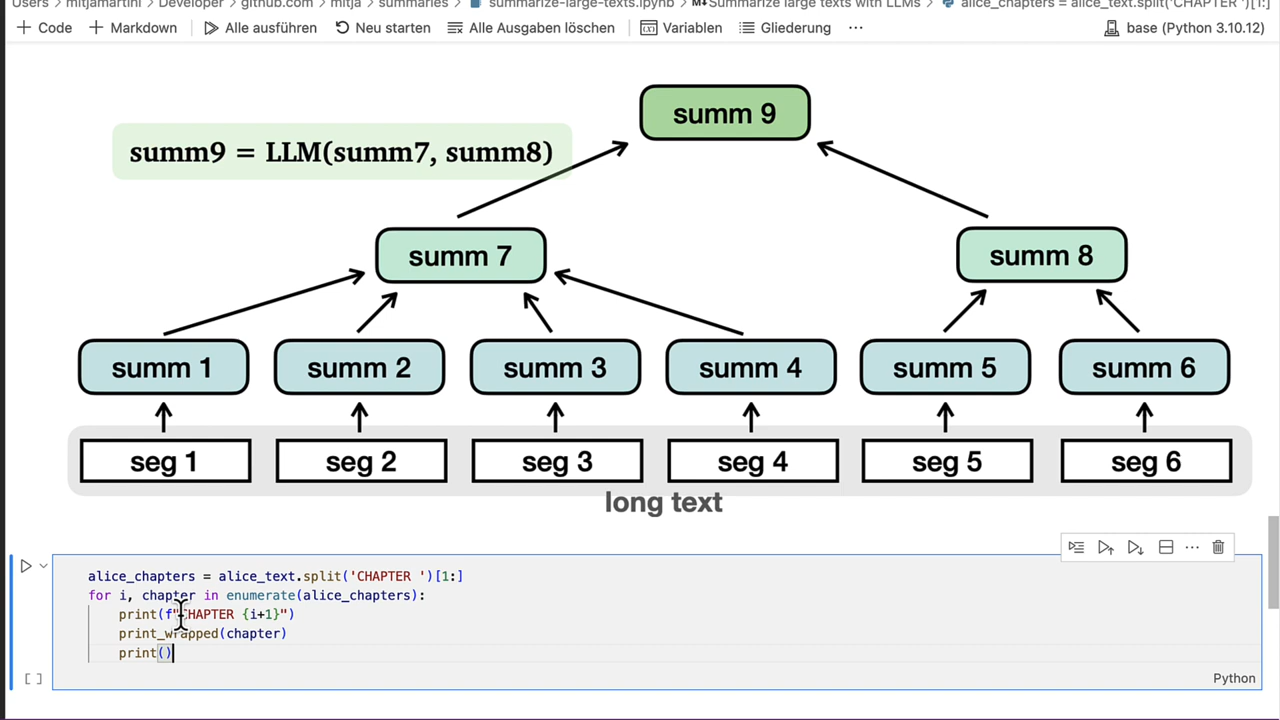 Users > mitjamartini > Developer > github.com > mitja > summaries > summarize-large-texts.ipynb > M↓Summarize large texts with LLMs > alice_chapters = alice_text.split('CHAPTER ')[1:]
+ Code + Markdown Alle ausführen Neu starten Alle Ausgaben löschen Variablen Gliederung ··· base (Python 3.10.12)
summ 9
summ9 = LLM(summ7, summ8)
summ 7 summ 8
summ 1 summ 2 summ 3 summ 4 summ 5 summ 6
seg 1 seg 2 seg 3 seg 4 seg 5 seg 6
long text
alice_chapters = alice_text.split('CHAPTER ')[1:]
for i, chapter in enumerate(alice_chapters):
    print(f"CHAPTER {i+1}")
    print_wrapped(chapter)
    print()
[ ] Python